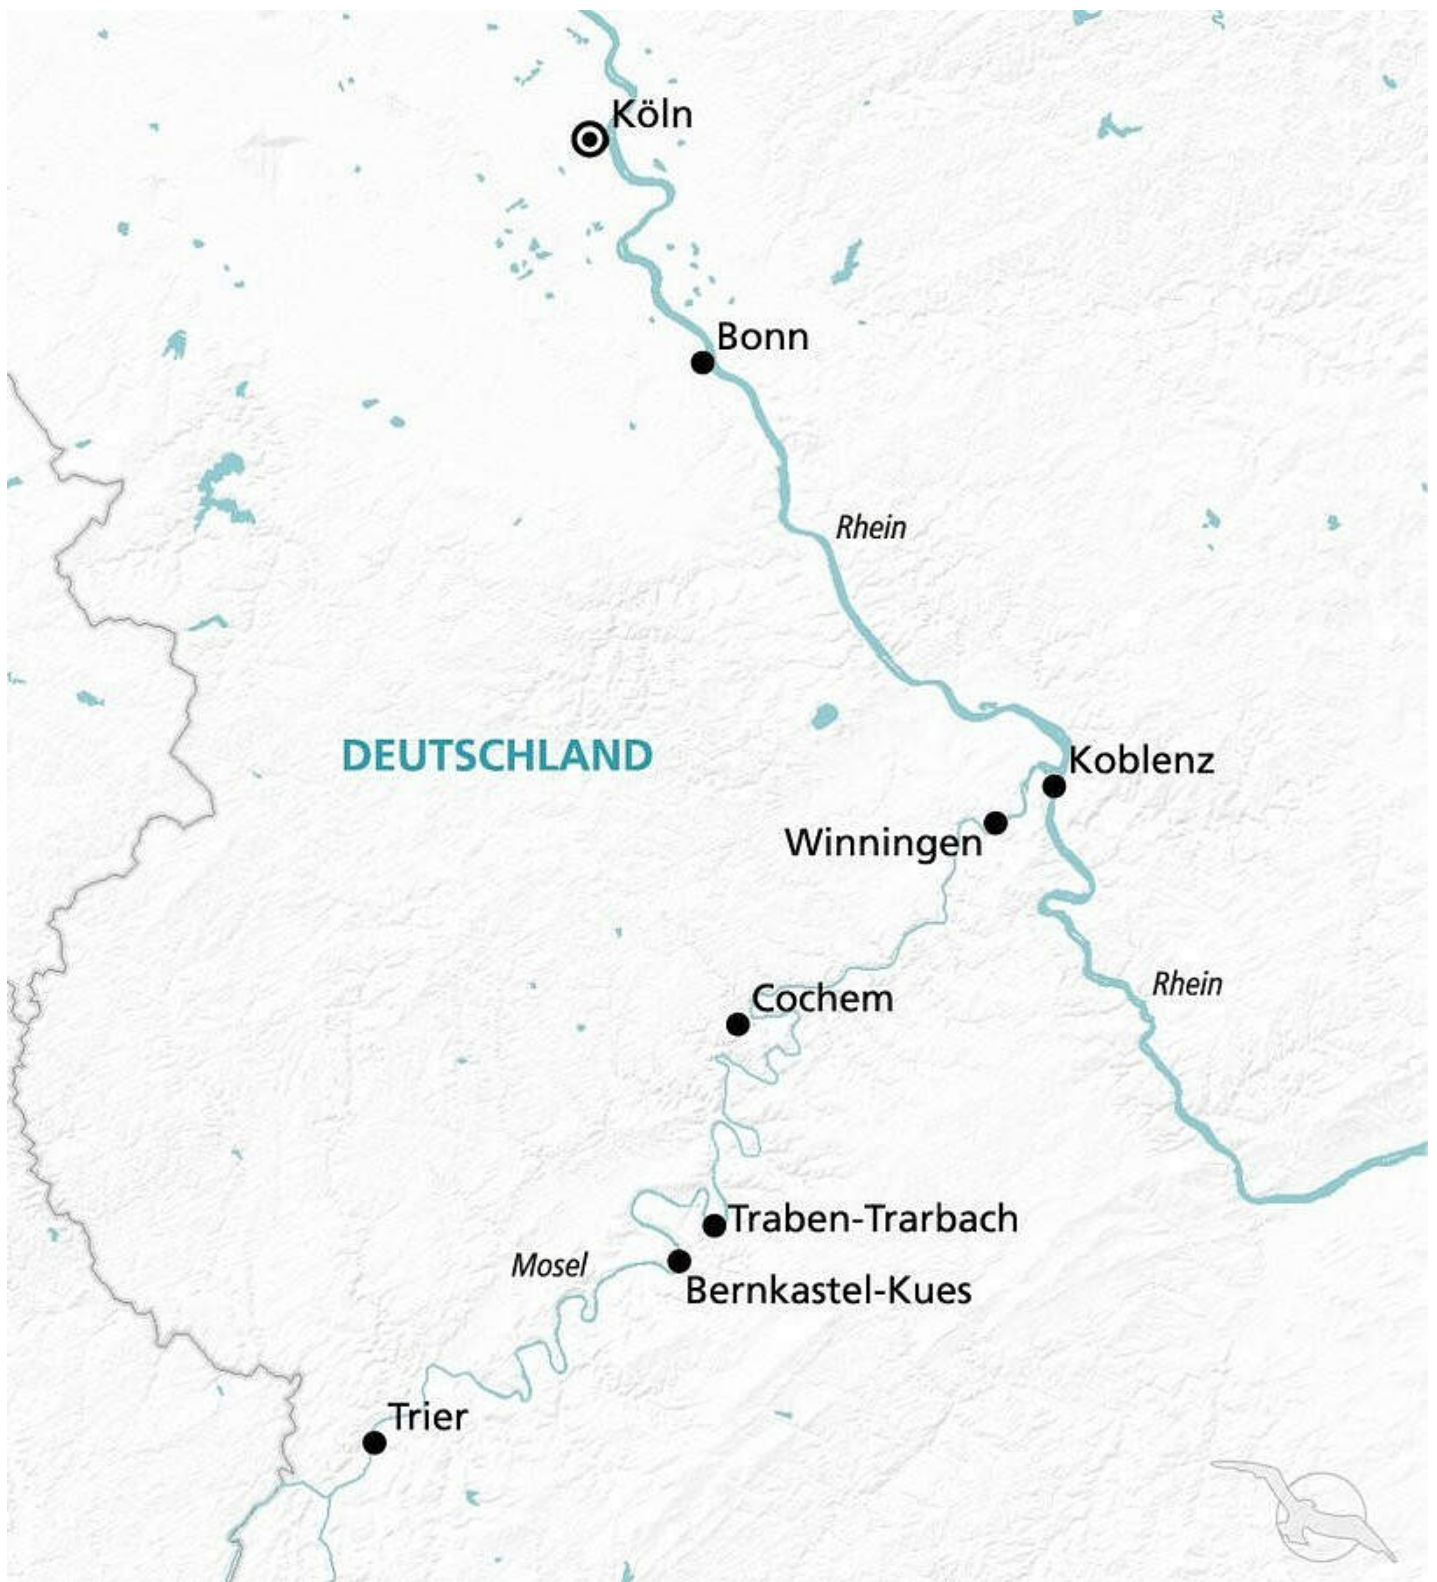 Köln
Bonn
Rhein
DEUTSCHLAND
Koblenz
Winningen
Rhein
Cochem
Traben-Trarbach
Mosel
Bernkastel-Kues
Trier